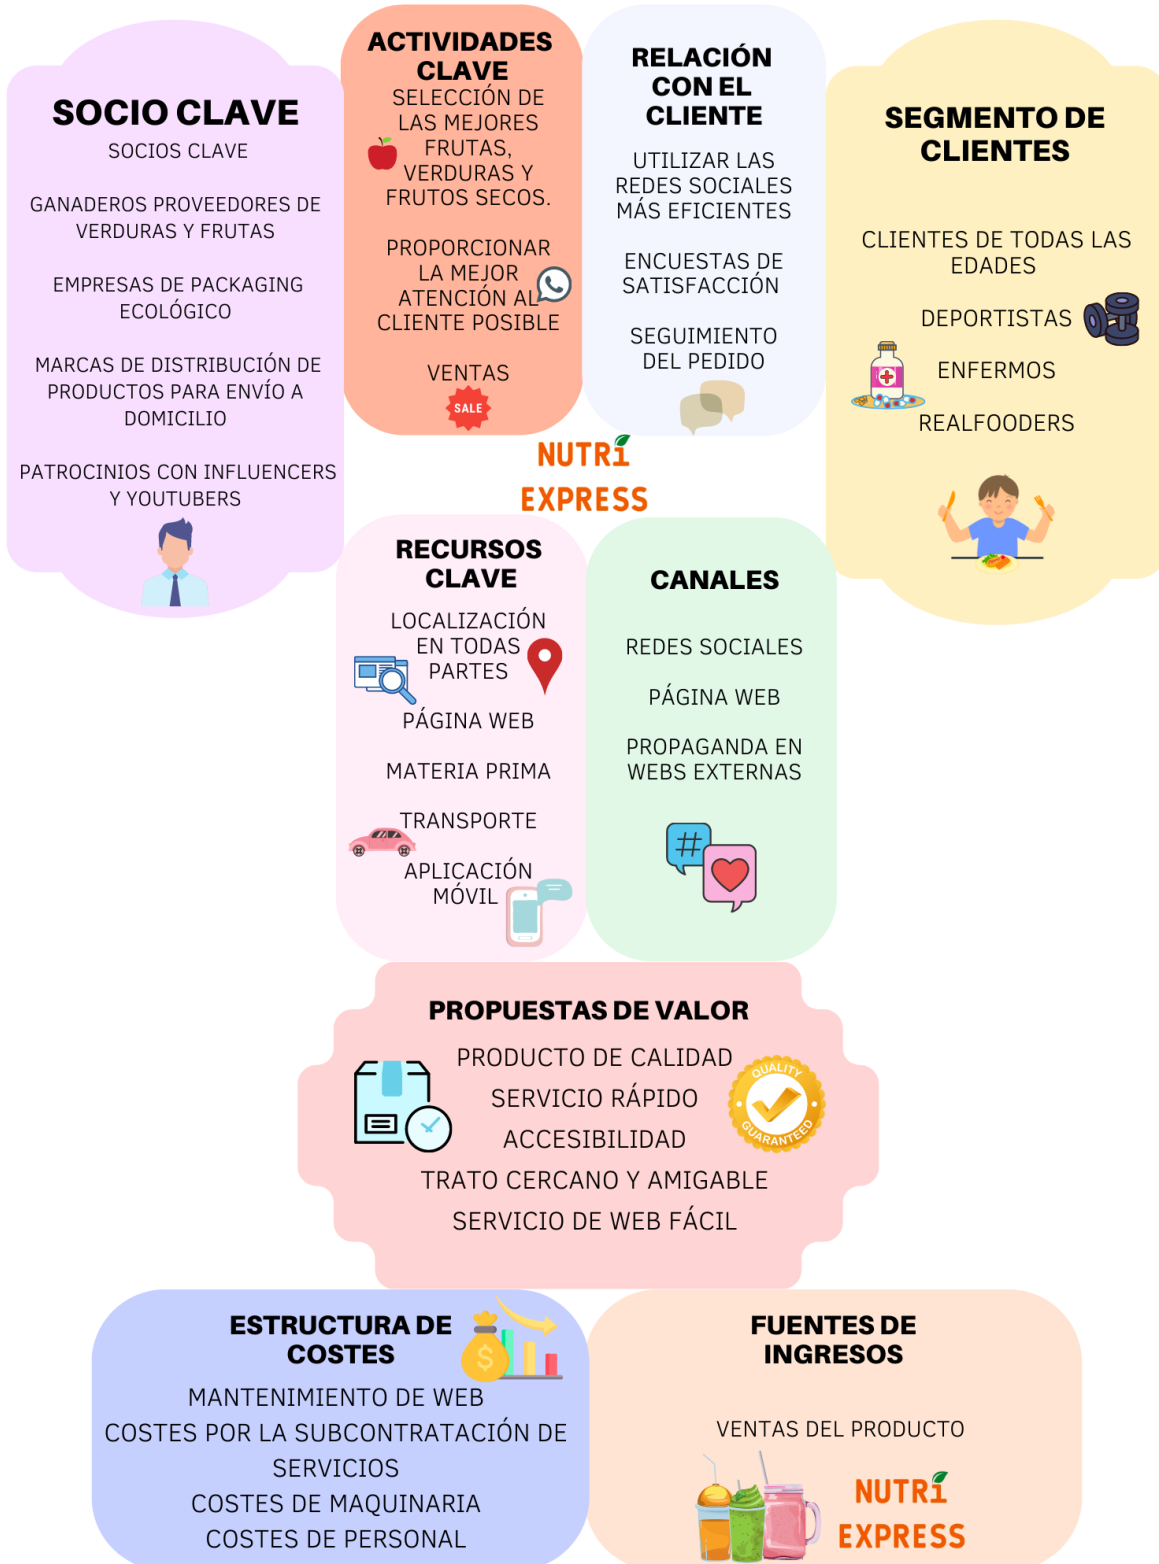 SOCIO CLAVE
SOCIOS CLAVE
GANADEROS PROVEEDORES DE
VERDURAS Y FRUTAS
EMPRESAS DE PACKAGING
ECOLÓGICO
MARCAS DE DISTRIBUCIÓN DE
PRODUCTOS PARA ENVÍO A
DOMICILIO
PATROCINIOS CON INFLUENCERS
Y YOUTUBERS
ACTIVIDADES
CLAVE
SELECCIÓN DE
LAS MEJORES
FRUTAS,
VERDURAS Y
FRUTOS SECOS.
PROPORCIONAR
LA MEJOR
ATENCIÓN AL
CLIENTE POSIBLE
VENTAS
SALE
RELACIÓN
CON EL
CLIENTE
UTILIZAR LAS
REDES SOCIALES
MÁS EFICIENTES
ENCUESTAS DE
SATISFACCIÓN
SEGUIMIENTO
DEL PEDIDO
SEGMENTO DE
CLIENTES
CLIENTES DE TODAS LAS
EDADES
DEPORTISTAS
ENFERMOS
REALFOODERS
NUTRi
EXPRESS
RECURSOS
CLAVE
LOCALIZACIÓN
EN TODAS
PARTES
PÁGINA WEB
MATERIA PRIMA
TRANSPORTE
APLICACIÓN
MÓVIL
CANALES
REDES SOCIALES
PÁGINA WEB
PROPAGANDA EN
WEBS EXTERNAS
#
PROPUESTAS DE VALOR
PRODUCTO DE CALIDAD
SERVICIO RÁPIDO
ACCESIBILIDAD
TRATO CERCANO Y AMIGABLE
SERVICIO DE WEB FÁCIL
QUALITY
GUARANTEED
ESTRUCTURA DE
COSTES
$
MANTENIMIENTO DE WEB
COSTES POR LA SUBCONTRATACIÓN DE
SERVICIOS
COSTES DE MAQUINARIA
COSTES DE PERSONAL
FUENTES DE
INGRESOS
VENTAS DEL PRODUCTO
NUTRi
EXPRESS